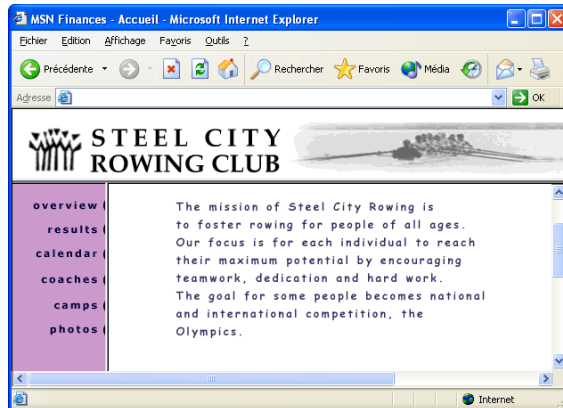 MSN Finances - Accueil - Microsoft Internet Explorer
Fichier Edition Affichage Favoris Outils ?
Précédente Rechercher Favoris Média
Adresse OK
STEEL CITY
ROWING CLUB
overview
results
calendar
coaches
camps
photos
The mission of Steel City Rowing is
to foster rowing for people of all ages.
Our focus is for each individual to reach
their maximum potential by encouraging
teamwork, dedication and hard work.
The goal for some people becomes national
and international competition, the
Olympics.
Internet